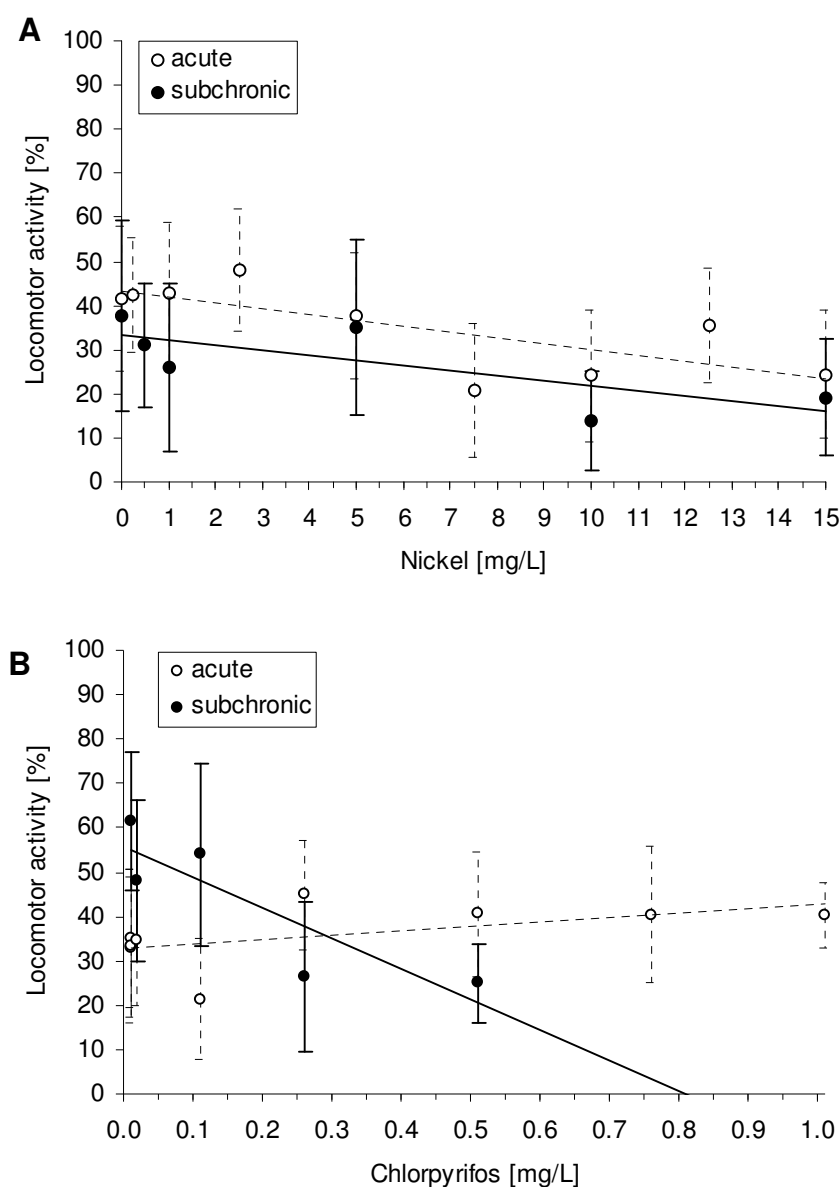 A
acute
subchronic
100
90
80
70
60
50
40
30
20
10
0
Locomotor activity [%]
0 1 2 3 4 5 6 7 8 9 10 11 12 13 14 15
Nickel [mg/L]
B
acute
subchronic
100
90
80
70
60
50
40
30
20
10
0
Locomotor activity [%]
0.0 0.1 0.2 0.3 0.4 0.5 0.6 0.7 0.8 0.9 1.0
Chlorpyrifos [mg/L]